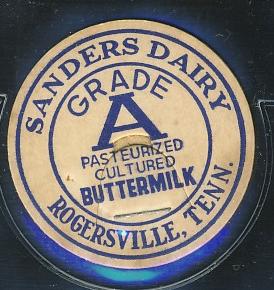 SANDERS DAIRY
GRADE
A
PASTEURIZED
CULTURED
BUTTERMILK
ROGERSVILLE, TENN.